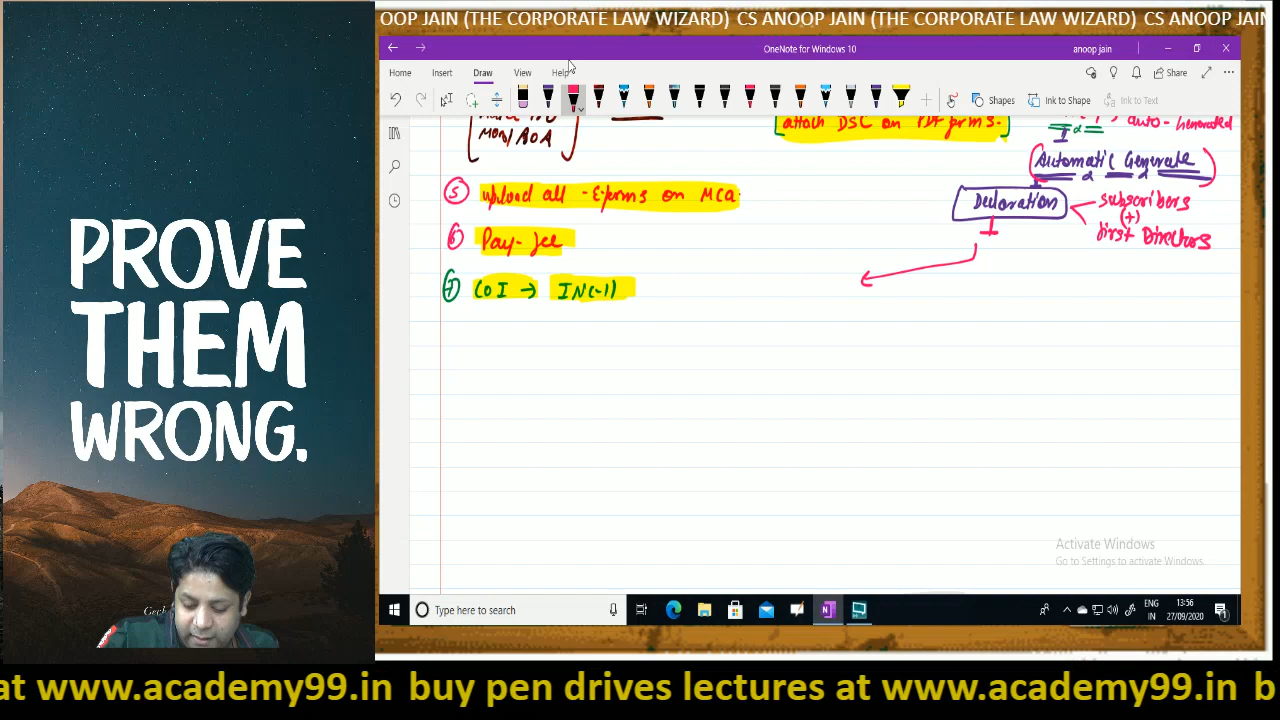 OOP JAIN (THE CORPORATE LAW WIZARD) CS ANOOP JAIN (THE CORPORATE LAW WIZARD) CS ANOOP JAIN
OneNote for Windows 10
anoop jain
Home Insert Draw View Help
Share
Shapes
Ink to Shape
Ink to Text
MOA/AOA
attach DSC on PDF forms.
auto-Generated
Automatic Generate
5 upload all -E-forms on MCA
Declaration
subscribers
(+)
first Directors
6 Pay-fee
7 COI → INC-11
PROVE
THEM
WRONG.
Activate Windows
Go to Settings to activate Windows.
Type here to search
ENG
IN
13:56
27/09/2020
at www.academy99.in buy pen drives lectures at www.academy99.in b